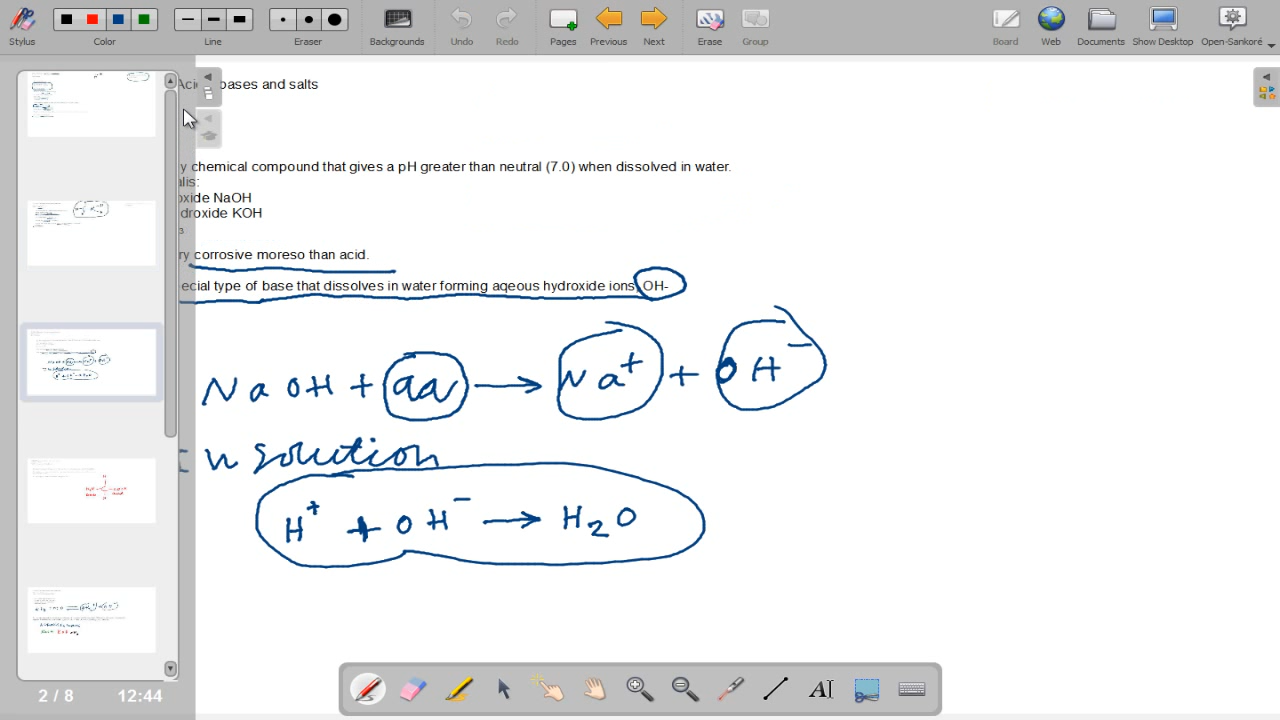 Stylus Color Line Eraser Backgrounds Undo Redo Pages Previous Next Erase Group Board Web Documents Show Desktop Open-Sankoré
bases and salts
y chemical compound that gives a pH greater than neutral (7.0) when dissolved in water.
alis:
oxide NaOH
droxide KOH
3
ry corrosive moreso than acid.
ecial type of base that dissolves in water forming aqeous hydroxide ions, OH-
NaOH + aq → Na⁺ + OH⁻
In solution
H⁺ + OH⁻ → H₂O
2 / 8 12:44